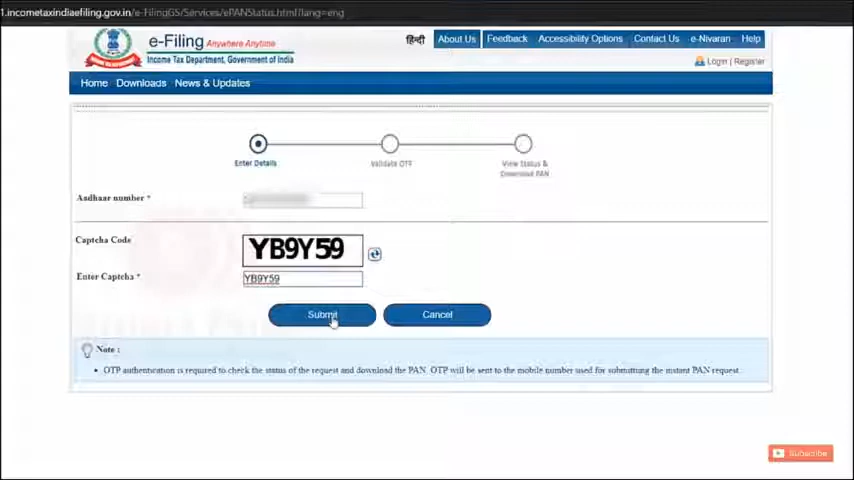 1.incometaxindiaefiling.gov.in/e-FilingGS/Services/ePANStatus.html?lang=eng
e-Filing Anywhere Anytime
Income Tax Department, Government of India
हिन्दी About Us Feedback Accessibility Options Contact Us e-Nivaran Help
Login | Register
Home Downloads News & Updates
Enter Details Validate OTP View Status &
Download PAN
Aadhaar number *
Captcha Code YB9Y59
Enter Captcha * YB9Y59
Submit Cancel
Note :
• OTP authentication is required to check the status of the request and download the PAN. OTP will be sent to the mobile number used for submitting the instant PAN request.
Subscribe